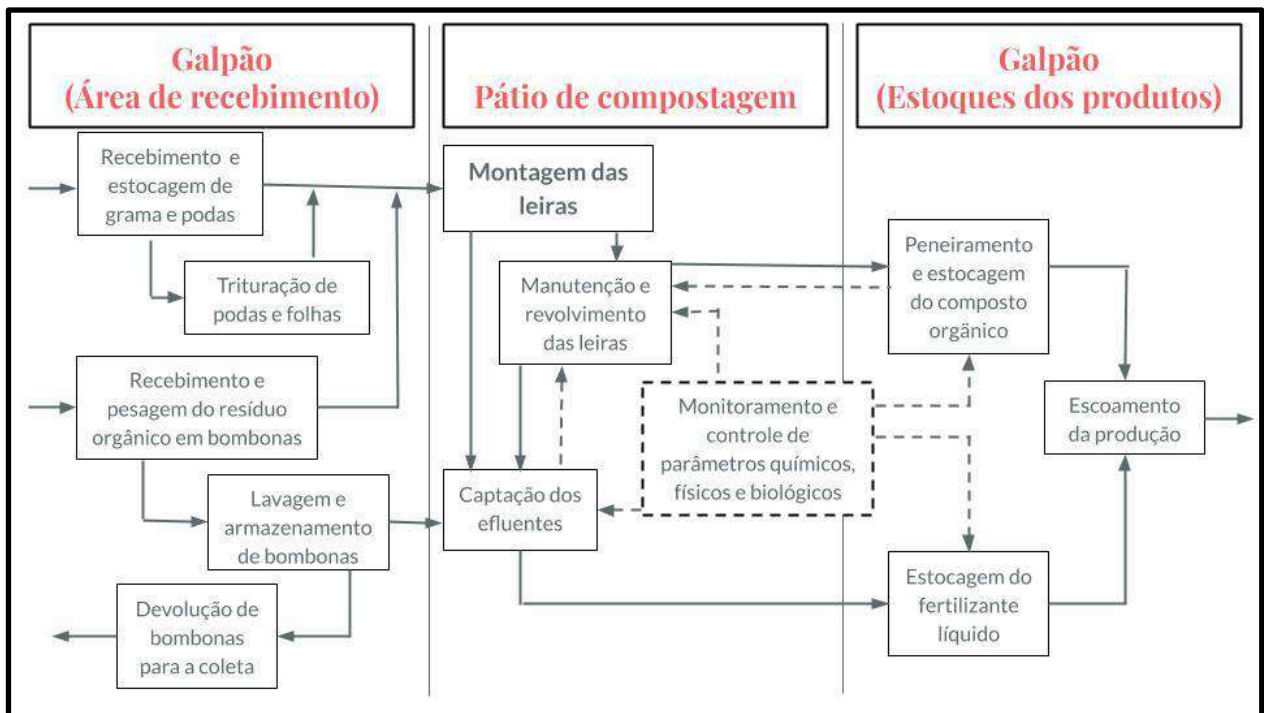 Galpão
(Área de recebimento)
Pátio de compostagem
Galpão
(Estoques dos produtos)
Recebimento e
estocagem de
grama e podas
Trituração de
podas e folhas
Recebimento e
pesagem do resíduo
orgânico em bombonas
Lavagem e
armazenamento
de bombonas
Devolução de
bombonas
para a coleta
Montagem das
leiras
Manutenção e
revolvimento
das leiras
Monitoramento e
controle de
parâmetros químicos,
físicos e biológicos
Captação dos
efluentes
Peneiramento
e estocagem
do composto
orgânico
Escoamento
da produção
Estocagem do
fertilizante
líquido